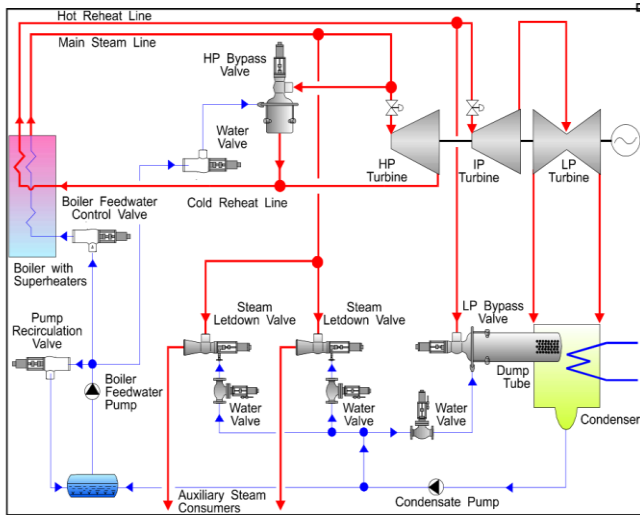 Hot Reheat Line
Main Steam Line
HP Bypass
Valve
Water
Valve
HP
Turbine
IP
Turbine
LP
Turbine
Cold Reheat Line
Boiler Feedwater
Control Valve
Boiler with
Superheaters
Pump
Recirculation
Valve
Boiler
Feedwater
Pump
Steam
Letdown Valve
Steam
Letdown Valve
LP Bypass
Valve
Dump
Tube
Water
Valve
Water
Valve
Water
Valve
Condenser
Auxiliary Steam
Consumers
Condensate Pump